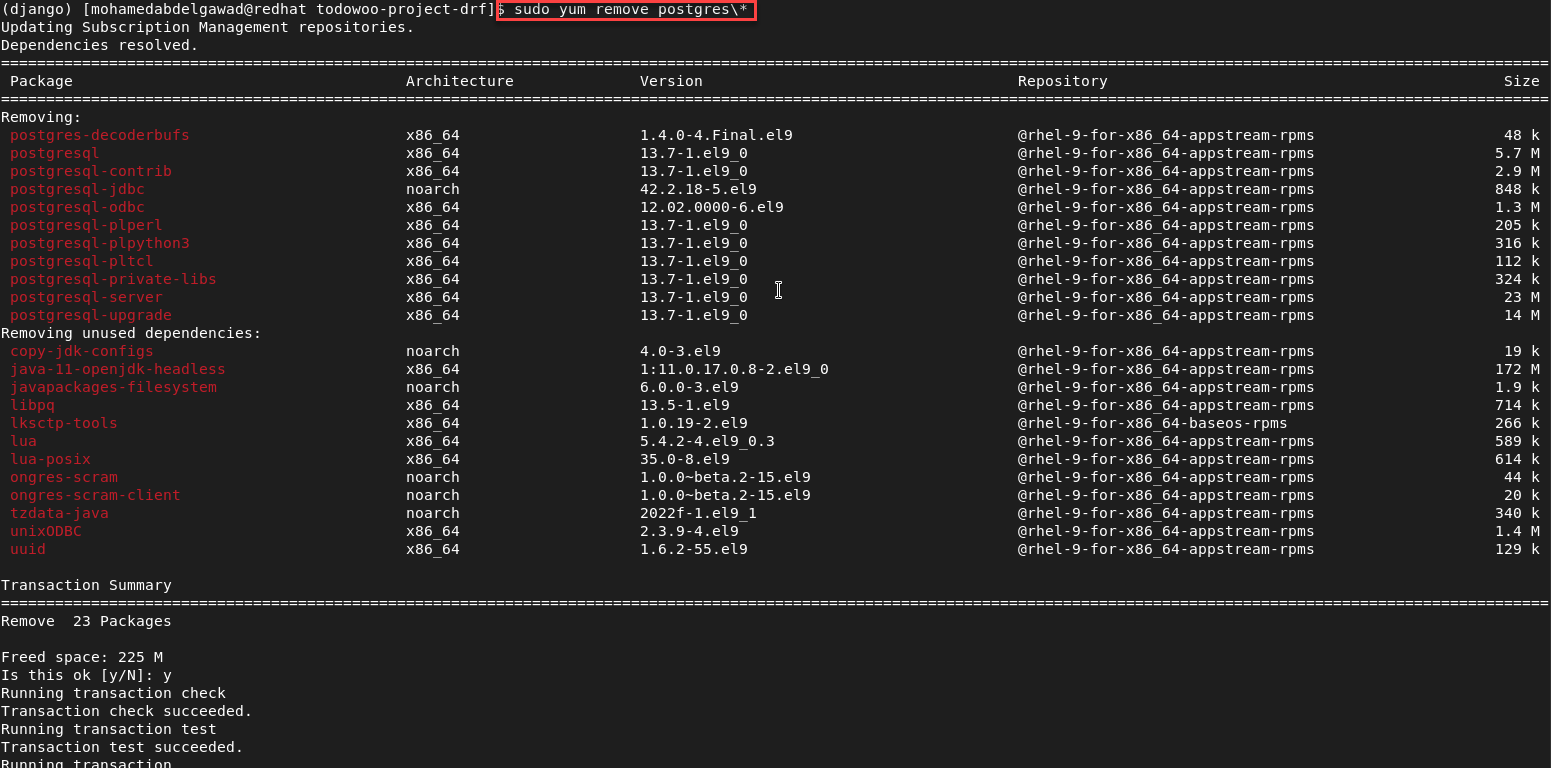 (django) [mohamedabdelgawad@redhat todowoo-project-drf]$ sudo yum remove postgres\*
Updating Subscription Management repositories.
Dependencies resolved.
================================================================================================================================================================================
Package Architecture Version Repository Size
================================================================================================================================================================================
Removing:
postgres-decoderbufs x86_64 1.4.0-4.Final.el9 @rhel-9-for-x86_64-appstream-rpms 48 k
postgresql x86_64 13.7-1.el9_0 @rhel-9-for-x86_64-appstream-rpms 5.7 M
postgresql-contrib x86_64 13.7-1.el9_0 @rhel-9-for-x86_64-appstream-rpms 2.9 M
postgresql-jdbc noarch 42.2.18-5.el9 @rhel-9-for-x86_64-appstream-rpms 848 k
postgresql-odbc x86_64 12.02.0000-6.el9 @rhel-9-for-x86_64-appstream-rpms 1.3 M
postgresql-plperl x86_64 13.7-1.el9_0 @rhel-9-for-x86_64-appstream-rpms 205 k
postgresql-plpython3 x86_64 13.7-1.el9_0 @rhel-9-for-x86_64-appstream-rpms 316 k
postgresql-pltcl x86_64 13.7-1.el9_0 @rhel-9-for-x86_64-appstream-rpms 112 k
postgresql-private-libs x86_64 13.7-1.el9_0 @rhel-9-for-x86_64-appstream-rpms 324 k
postgresql-server x86_64 13.7-1.el9_0 @rhel-9-for-x86_64-appstream-rpms 23 M
postgresql-upgrade x86_64 13.7-1.el9_0 @rhel-9-for-x86_64-appstream-rpms 14 M
Removing unused dependencies:
copy-jdk-configs noarch 4.0-3.el9 @rhel-9-for-x86_64-appstream-rpms 19 k
java-11-openjdk-headless x86_64 1:11.0.17.0.8-2.el9_0 @rhel-9-for-x86_64-appstream-rpms 172 M
javapackages-filesystem noarch 6.0.0-3.el9 @rhel-9-for-x86_64-appstream-rpms 1.9 k
libpq x86_64 13.5-1.el9 @rhel-9-for-x86_64-appstream-rpms 714 k
lksctp-tools x86_64 1.0.19-2.el9 @rhel-9-for-x86_64-baseos-rpms 266 k
lua x86_64 5.4.2-4.el9_0.3 @rhel-9-for-x86_64-appstream-rpms 589 k
lua-posix x86_64 35.0-8.el9 @rhel-9-for-x86_64-appstream-rpms 614 k
ongres-scram noarch 1.0.0~beta.2-15.el9 @rhel-9-for-x86_64-appstream-rpms 44 k
ongres-scram-client noarch 1.0.0~beta.2-15.el9 @rhel-9-for-x86_64-appstream-rpms 20 k
tzdata-java noarch 2022f-1.el9_1 @rhel-9-for-x86_64-appstream-rpms 340 k
unixODBC x86_64 2.3.9-4.el9 @rhel-9-for-x86_64-appstream-rpms 1.4 M
uuid x86_64 1.6.2-55.el9 @rhel-9-for-x86_64-appstream-rpms 129 k
Transaction Summary
================================================================================================================================================================================
Remove 23 Packages
Freed space: 225 M
Is this ok [y/N]: y
Running transaction check
Transaction check succeeded.
Running transaction test
Transaction test succeeded.
Running transaction